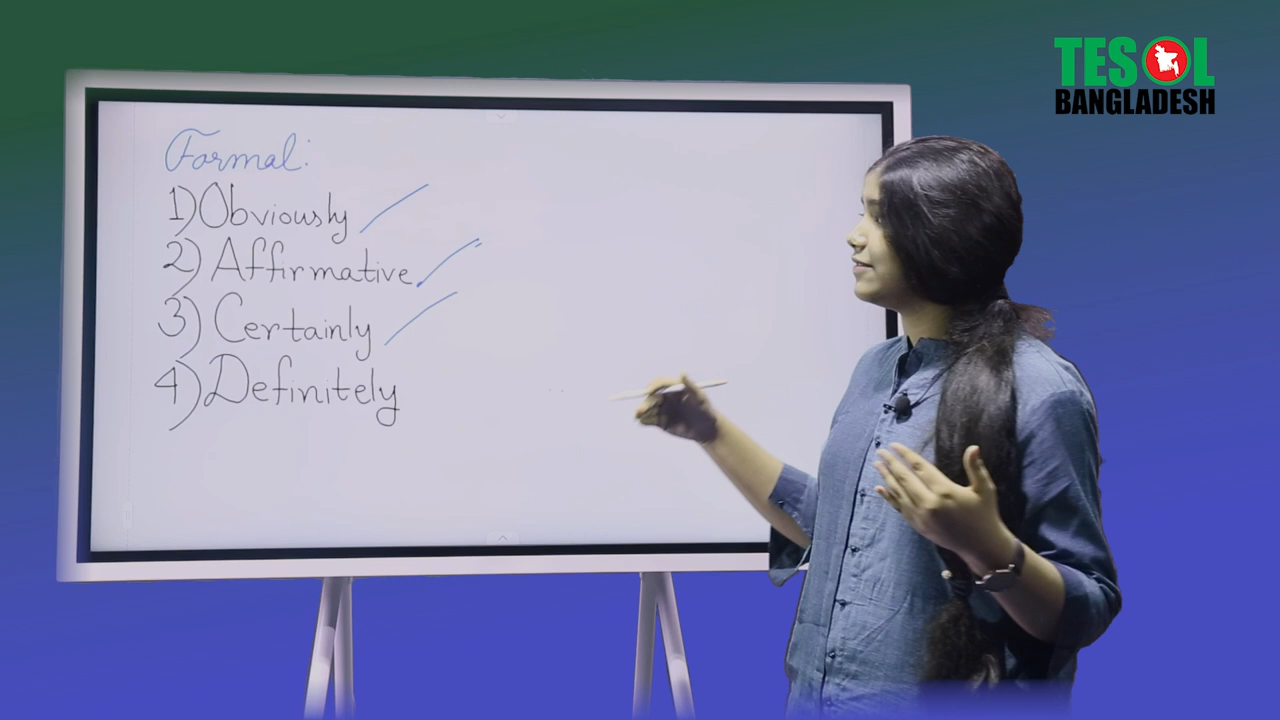 TESOL
BANGLADESH
Formal:
1) Obviously
2) Affirmative
3) Certainly
4) Definitely